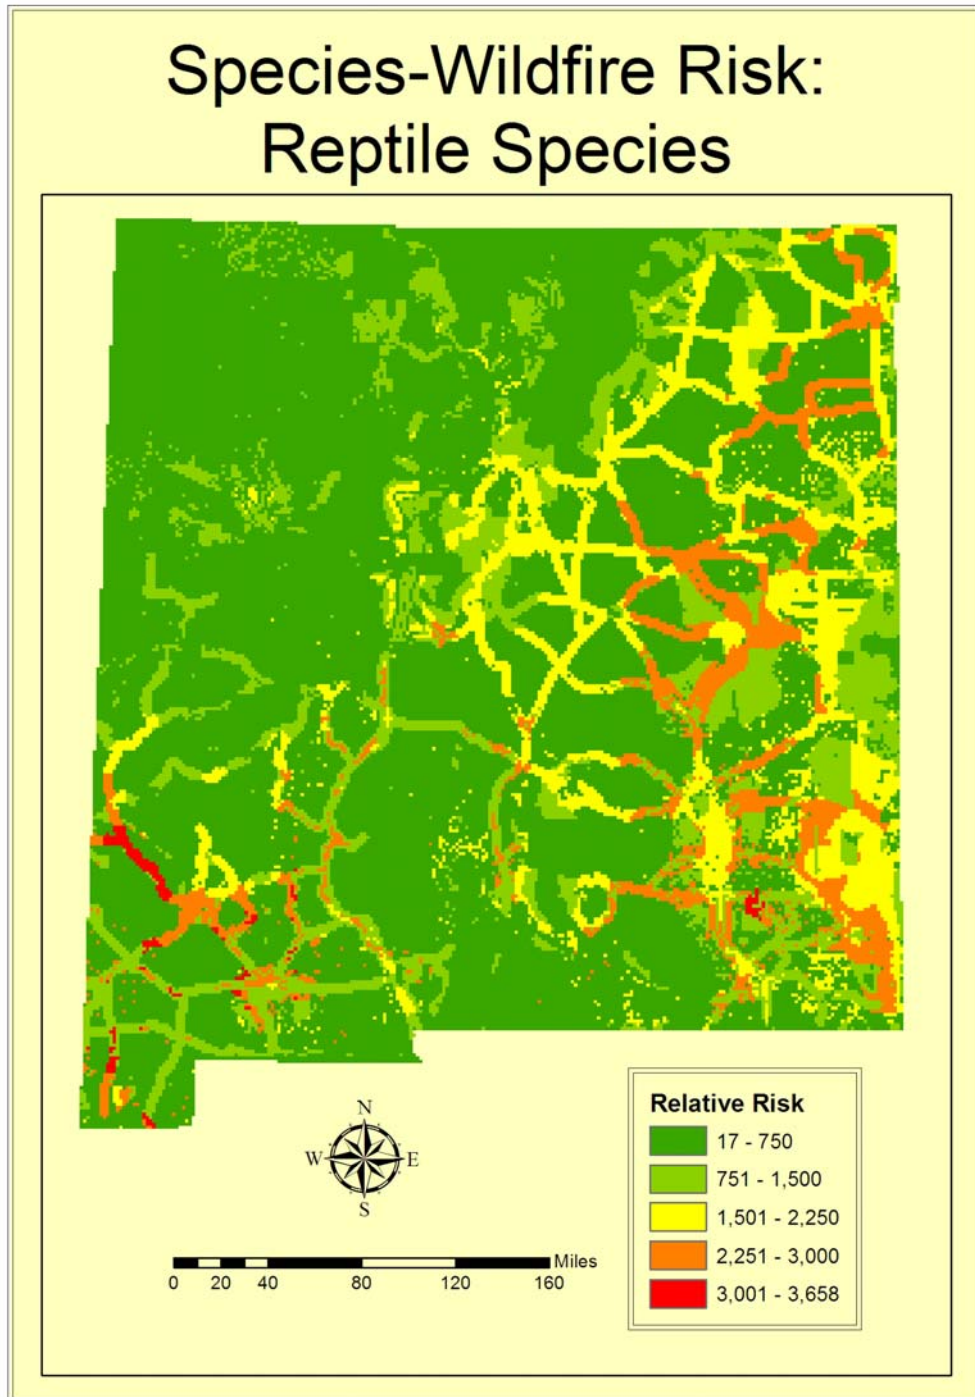 Species-Wildfire Risk:
Reptile Species
N
W E
S
Miles
0 20 40 80 120 160
Relative Risk
17 - 750
751 - 1,500
1,501 - 2,250
2,251 - 3,000
3,001 - 3,658